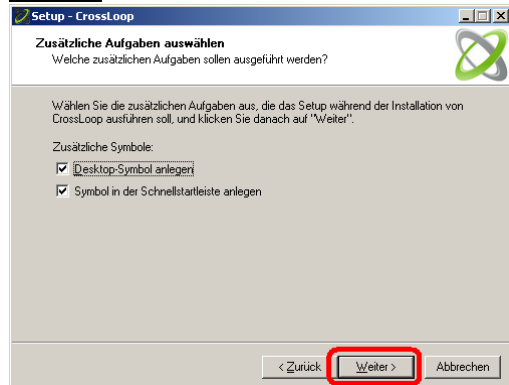 Setup - CrossLoop
Zusätzliche Aufgaben auswählen
Welche zusätzlichen Aufgaben sollen ausgeführt werden?
Wählen Sie die zusätzlichen Aufgaben aus, die das Setup während der Installation von
CrossLoop ausführen soll, und klicken Sie danach auf "Weiter".
Zusätzliche Symbole:
Desktop-Symbol anlegen
Symbol in der Schnellstartleiste anlegen
< Zurück
Weiter >
Abbrechen